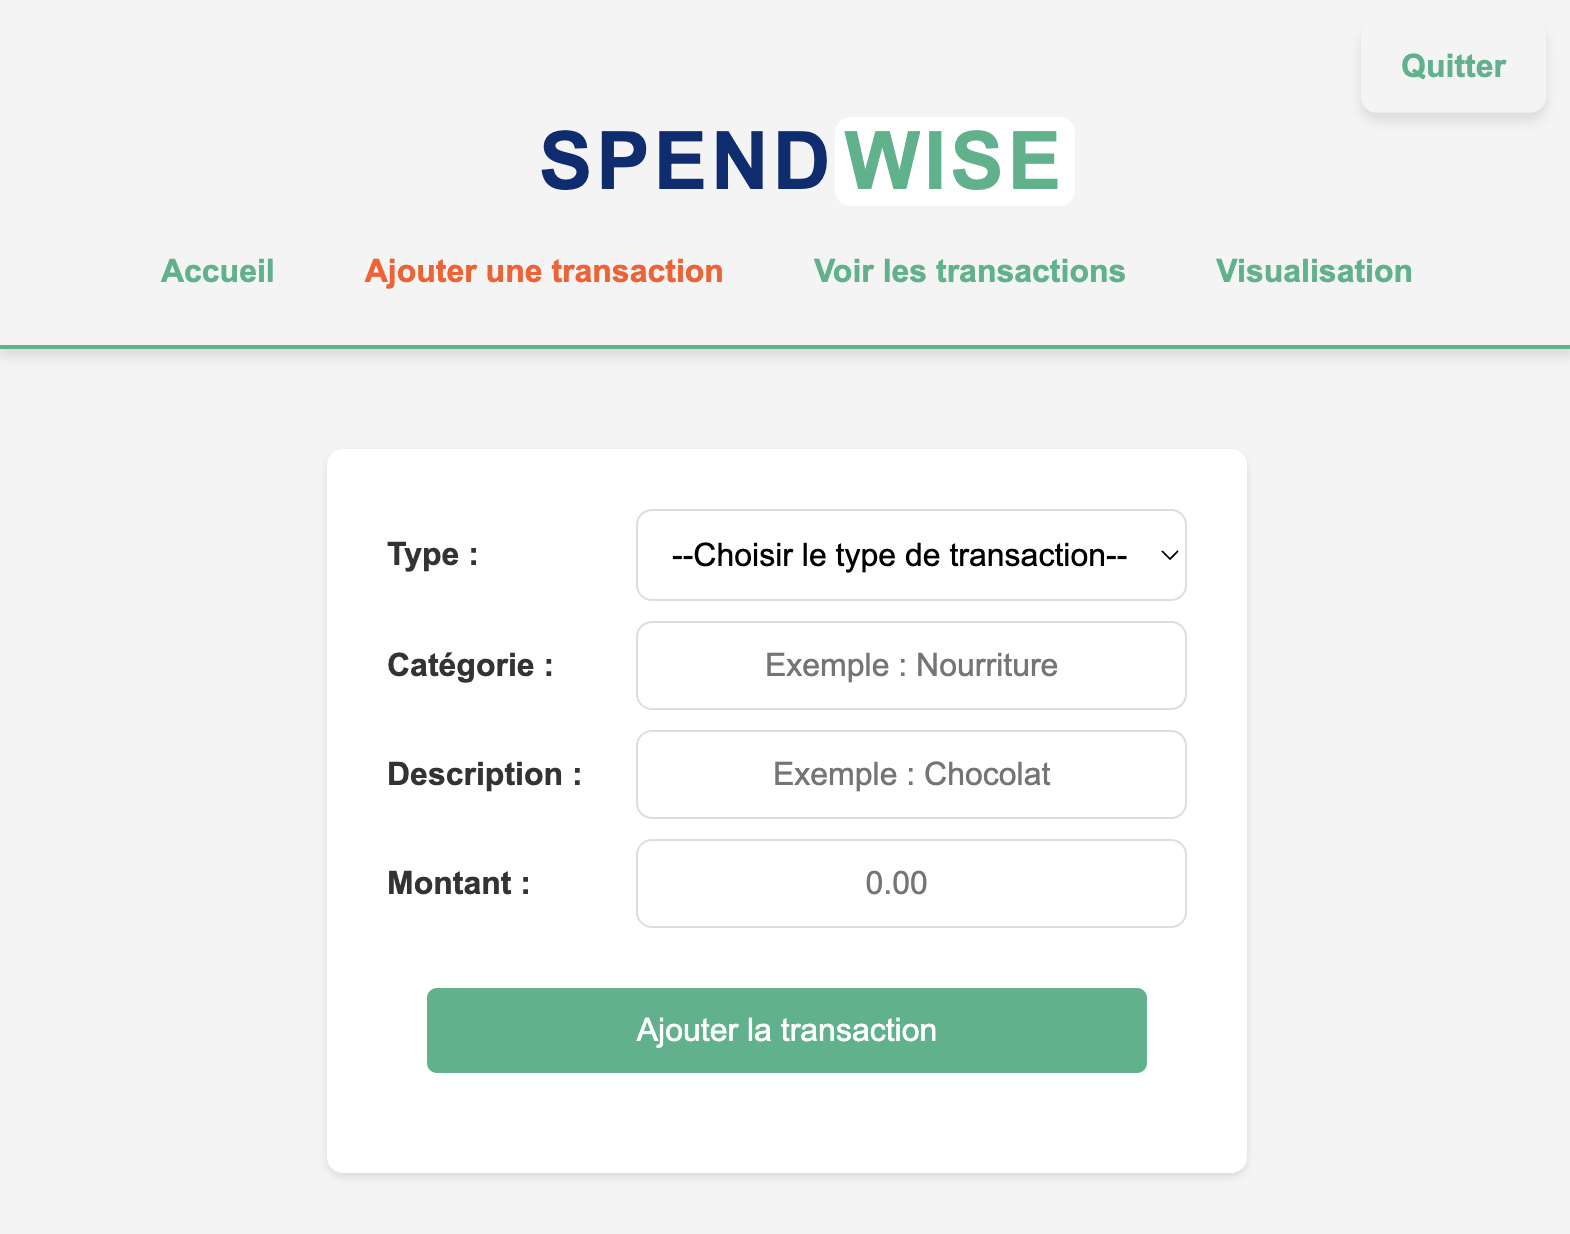 Quitter
SPENDWISE
Accueil Ajouter une transaction Voir les transactions Visualisation
Type : --Choisir le type de transaction--
Catégorie : Exemple : Nourriture
Description : Exemple : Chocolat
Montant : 0.00
Ajouter la transaction